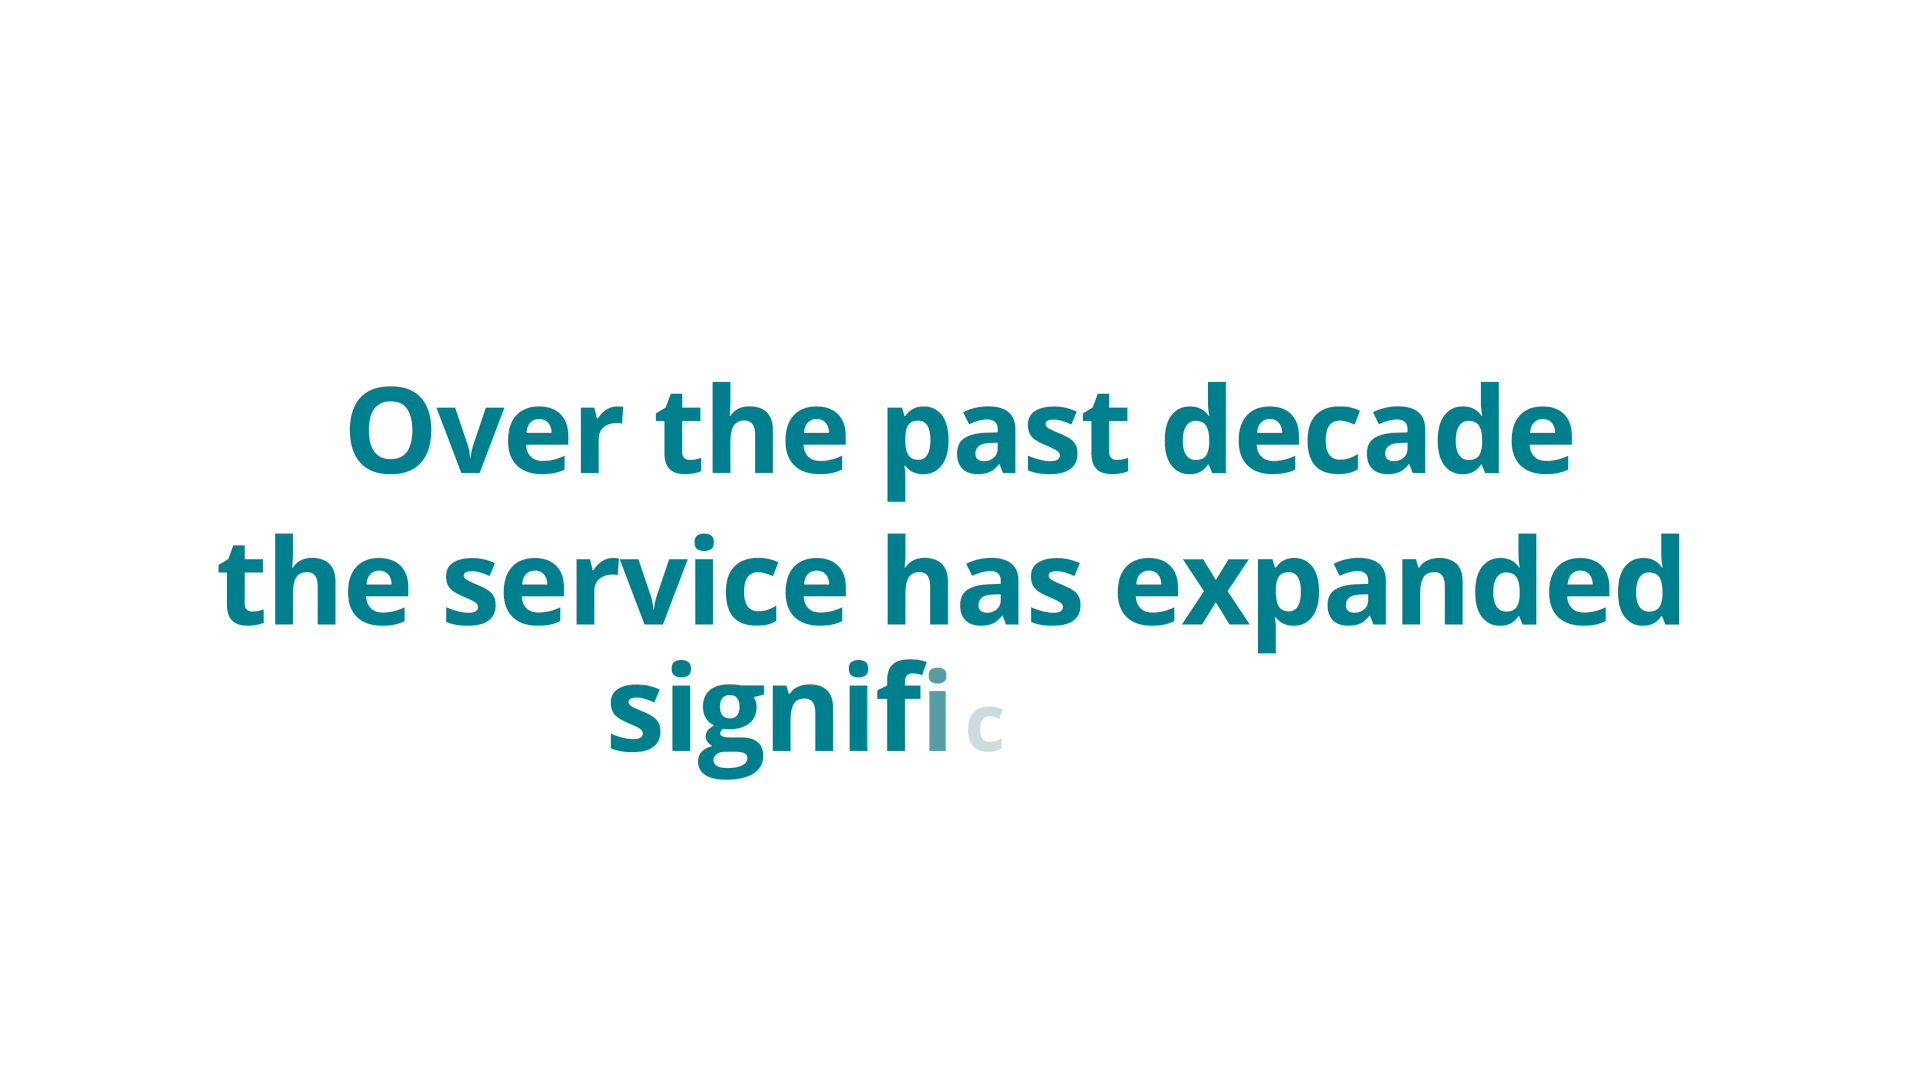 Over the past decade
the service has expanded
signific